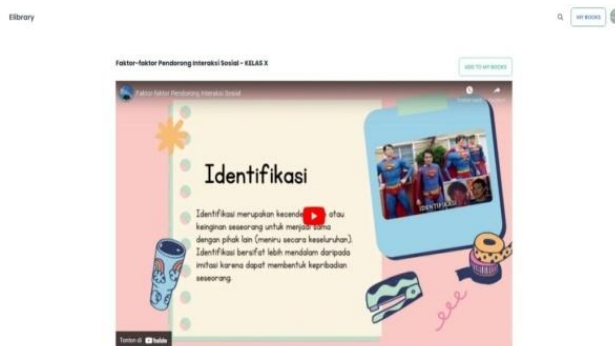 Elibrary
MY BOOKS
Faktor-faktor Pendorong Interaksi Sosial - KELAS X
ADD TO MY BOOKS
Faktor-faktor Pendorong Interaksi Sosial
Identifikasi
IDENTIFIKASI
Identifikasi merupakan atau
keinginan seseorang untuk menjadi sama
dengan pihak lain (meniru secara keseluruhan).
Identifikasi bersifat lebih mendalam daripada
imitasi karena dapat membentuk kepribadian
seseorang.
Tonton di YouTube